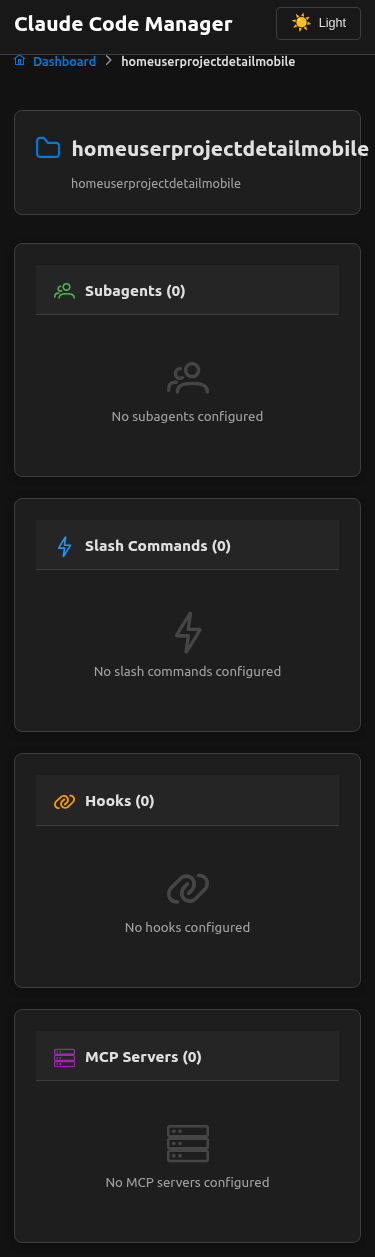 Claude Code Manager
Light
Dashboard
homeuserprojectdetailmobile
homeuserprojectdetailmobile
homeuserprojectdetailmobile
Subagents (0)
No subagents configured
Slash Commands (0)
No slash commands configured
Hooks (0)
No hooks configured
MCP Servers (0)
No MCP servers configured